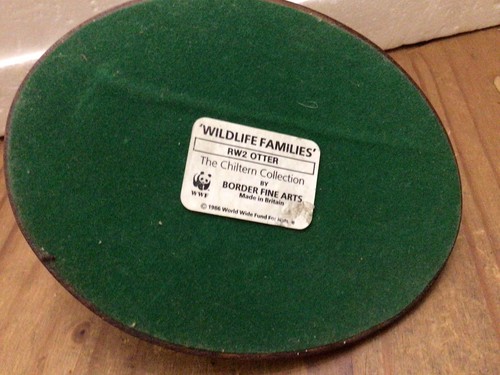 'WILDLIFE FAMILIES'
RW2 OTTER
The Chiltern Collection
BY
BORDER FINE ARTS
Made in Britain
WWF
© 1986 World Wide Fund For